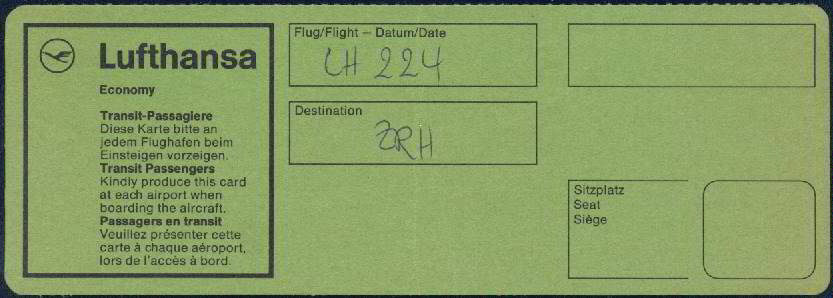 Lufthansa
Economy
Transit-Passagiere
Diese Karte bitte an
jedem Flughafen beim
Einsteigen vorzeigen.
Transit Passengers
Kindly produce this card
at each airport when
boarding the aircraft.
Passagers en transit
Veuillez présenter cette
carte à chaque aéroport,
lors de l'accès à bord.
Flug/Flight – Datum/Date
LH 224
Destination
ZRH
Sitzplatz
Seat
Siège